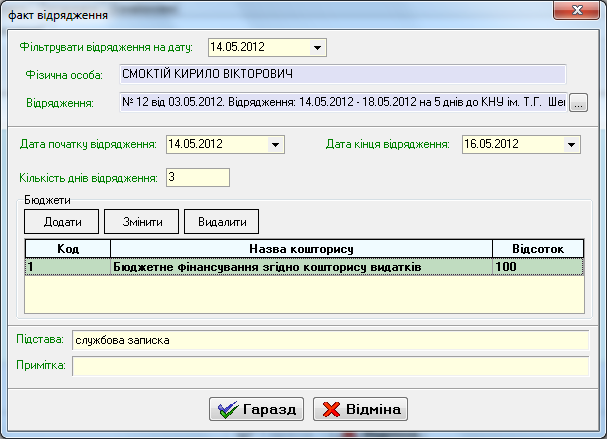 факт відрядження
Фільтрувати відрядження на дату: 14.05.2012
Фізична особа: СМОКТІЙ КИРИЛО ВІКТОРОВИЧ
Відрядження: № 12 від 03.05.2012. Відрядження: 14.05.2012 - 18.05.2012 на 5 днів до КНУ ім. Т.Г. Шев ...
Дата початку відрядження: 14.05.2012 Дата кінця відрядження: 16.05.2012
Кількість днів відрядження: 3
Бюджети
Додати Змінити Видалити
Код Назва кошторису Відсоток
1 Бюджетне фінансування згідно кошторису видатків 100
Підстава: службова записка
Примітка:
Гаразд Відміна